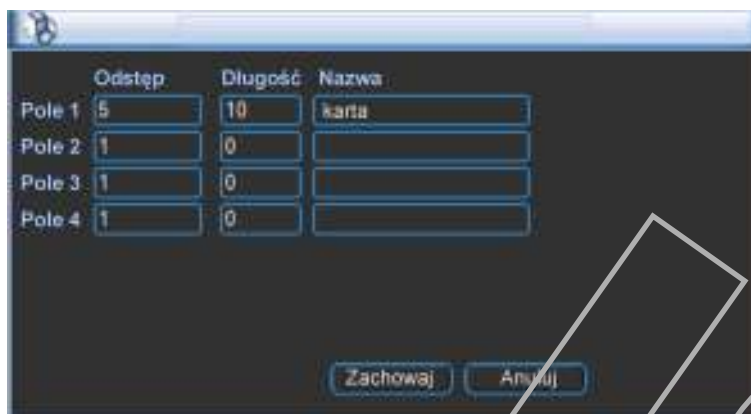 Odstęp Długość Nazwa
Pole 1 5 10 karta
Pole 2 1 0
Pole 3 1 0
Pole 4 1 0
Zachowaj Anuluj